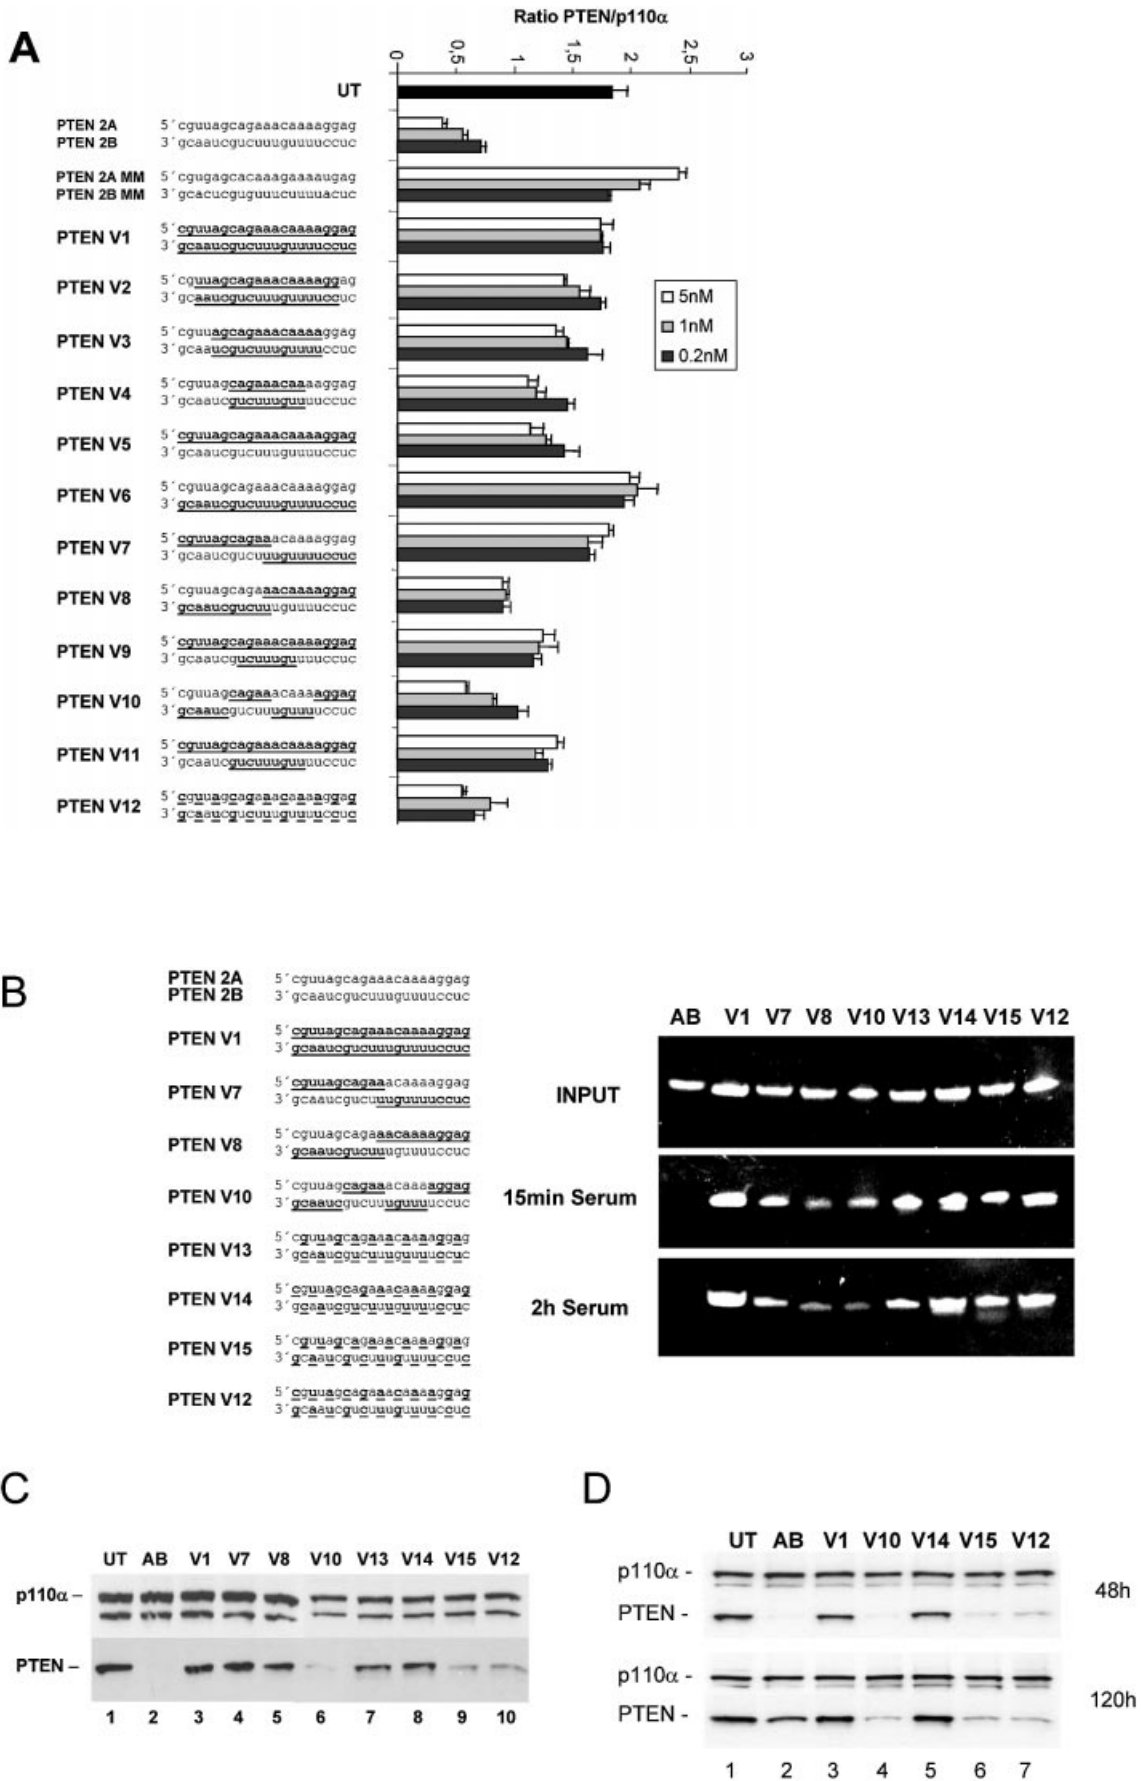 A
Ratio PTEN/p110α
0 0,5 1 1,5 2 2,5 3
UT
PTEN 2A 5´cguuagcagaaacaaaaggag
PTEN 2B 3´gcaaucgucuuuguuuuccuc
PTEN 2A MM 5´cgugagcacaaagaaaaugag
PTEN 2B MM 3´gcacucguguuucuuuuacuc
PTEN V1 5´cguuagcagaaacaaaaggag
3´gcaaucgucuuuguuuuccuc
PTEN V2 5´cguuagcagaaacaaaaggag
3´gcaaucgucuuuguuuuccuc
PTEN V3 5´cguuagcagaaacaaaaggag
3´gcaaucgucuuuguuuuccuc
PTEN V4 5´cguuagcagaaacaaaaggag
3´gcaaucgucuuuguuuuccuc
PTEN V5 5´cguuagcagaaacaaaaggag
3´gcaaucgucuuuguuuuccuc
PTEN V6 5´cguuagcagaaacaaaaggag
3´gcaaucgucuuuguuuuccuc
PTEN V7 5´cguuagcagaaacaaaaggag
3´gcaaucgucuuuguuuuccuc
PTEN V8 5´cguuagcagaaacaaaaggag
3´gcaaucgucuuuguuuuccuc
PTEN V9 5´cguuagcagaaacaaaaggag
3´gcaaucgucuuuguuuuccuc
PTEN V10 5´cguuagcagaaacaaaaggag
3´gcaaucgucuuuguuuuccuc
PTEN V11 5´cguuagcagaaacaaaaggag
3´gcaaucgucuuuguuuuccuc
PTEN V12 5´cguuagcagaaacaaaaggag
3´gcaaucgucuuuguuuuccuc
5nM
1nM
0.2nM
B
PTEN 2A 5´cguuagcagaaacaaaaggag
PTEN 2B 3´gcaaucgucuuuguuuuccuc
PTEN V1 5´cguuagcagaaacaaaaggag
3´gcaaucgucuuuguuuuccuc
PTEN V7 5´cguuagcagaaacaaaaggag
3´gcaaucgucuuuguuuuccuc
PTEN V8 5´cguuagcagaaacaaaaggag
3´gcaaucgucuuuguuuuccuc
PTEN V10 5´cguuagcagaaacaaaaggag
3´gcaaucgucuuuguuuuccuc
PTEN V13 5´cguuagcagaaacaaaaggag
3´gcaaucgucuuuguuuuccuc
PTEN V14 5´cguuagcagaaacaaaaggag
3´gcaaucgucuuuguuuuccuc
PTEN V15 5´cguuagcagaaacaaaaggag
3´gcaaucgucuuuguuuuccuc
PTEN V12 5´cguuagcagaaacaaaaggag
3´gcaaucgucuuuguuuuccuc
AB V1 V7 V8 V10 V13 V14 V15 V12
INPUT
15min Serum
2h Serum
C
UT AB V1 V7 V8 V10 V13 V14 V15 V12
p110α –
PTEN –
1 2 3 4 5 6 7 8 9 10
D
UT AB V1 V10 V14 V15 V12
p110α -
48h
PTEN -
p110α -
120h
PTEN -
1 2 3 4 5 6 7